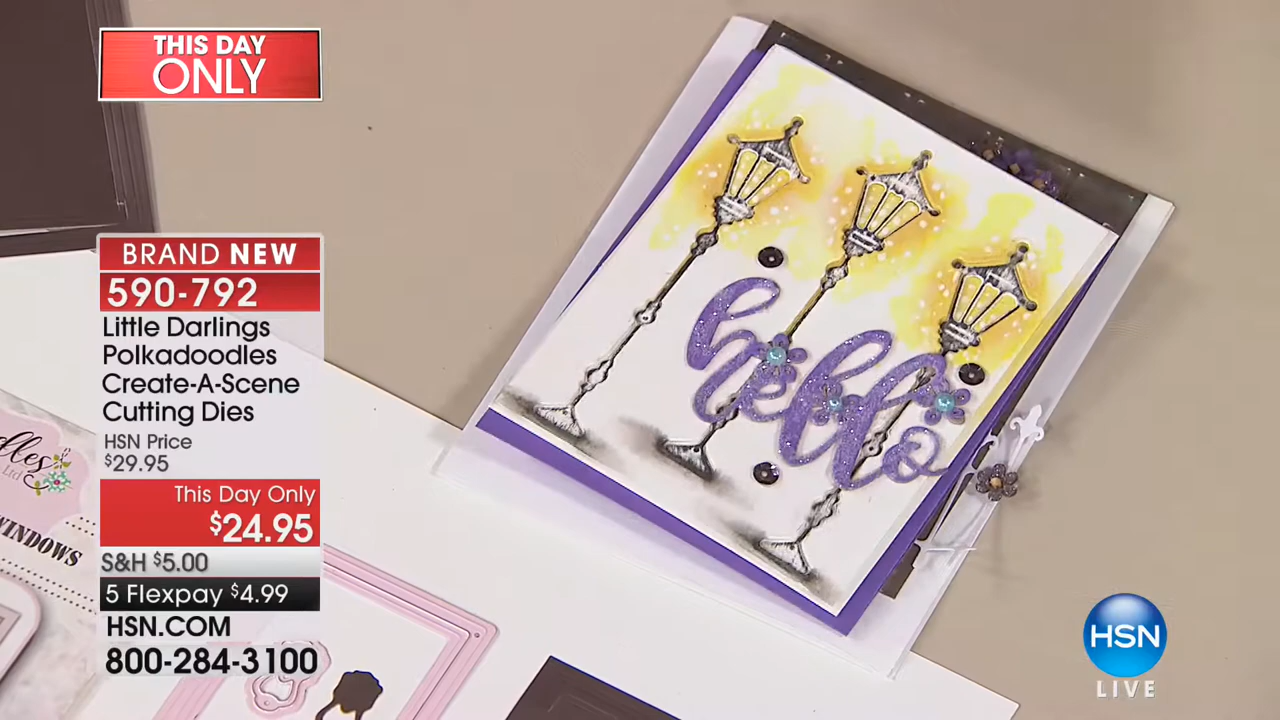 THIS DAY
ONLY
BRAND NEW
590-792
Little Darlings
Polkadoodles
Create-A-Scene
Cutting Dies
HSN Price
$29.95
This Day Only
$24.95
S&H $5.00
5 Flexpay $4.99
HSN.COM
800-284-3100
hello
WINDOWS
HSN
LIVE